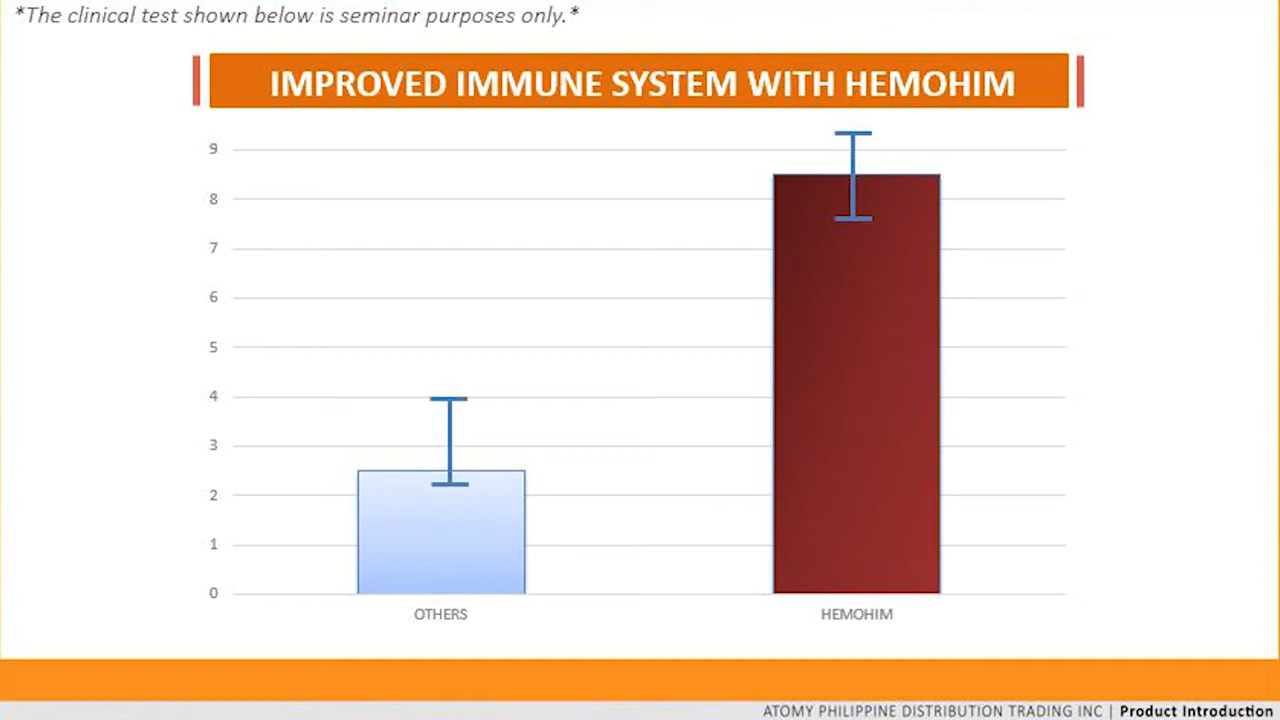 *The clinical test shown below is seminar purposes only.*
IMPROVED IMMUNE SYSTEM WITH HEMOHIM
9
8
7
6
5
4
3
2
1
0
OTHERS HEMOHIM
ATOMY PHILIPPINE DISTRIBUTION TRADING INC | Product Introduction